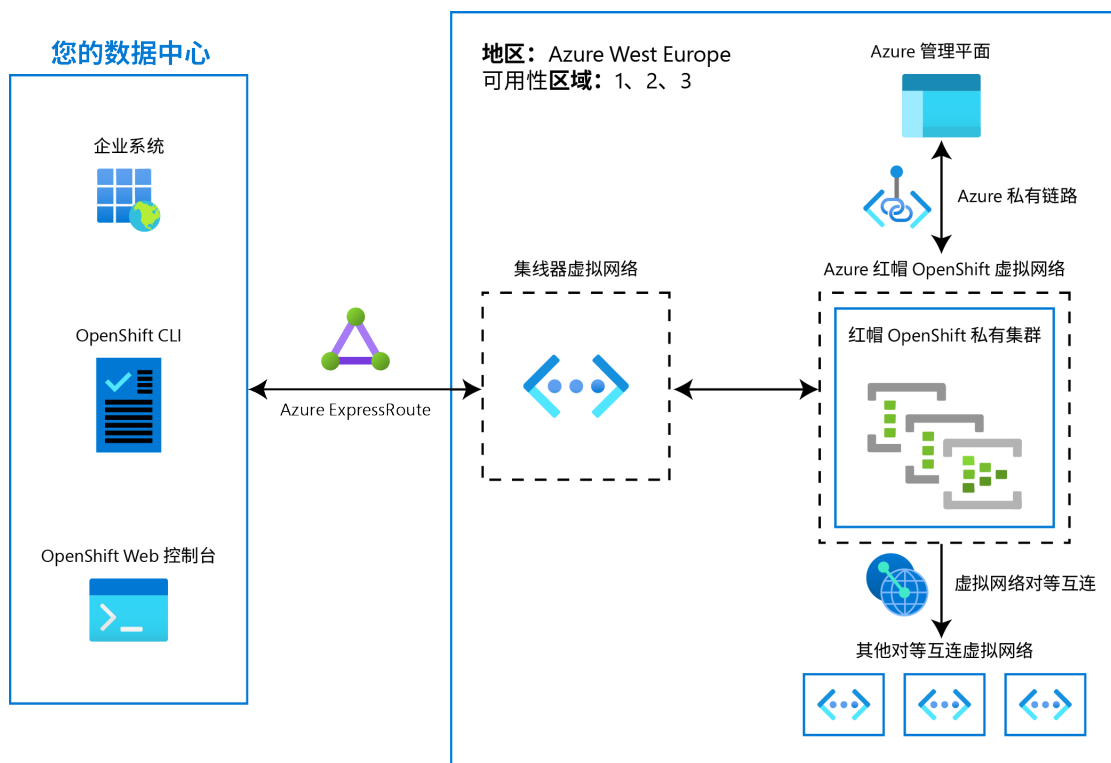 您的数据中心
企业系统
OpenShift CLI
OpenShift Web 控制台
Azure ExpressRoute
地区：Azure West Europe
可用性区域：1、2、3
集线器虚拟网络
Azure 管理平面
Azure 私有链路
Azure 红帽 OpenShift 虚拟网络
红帽 OpenShift 私有集群
虚拟网络对等互连
其他对等互连虚拟网络